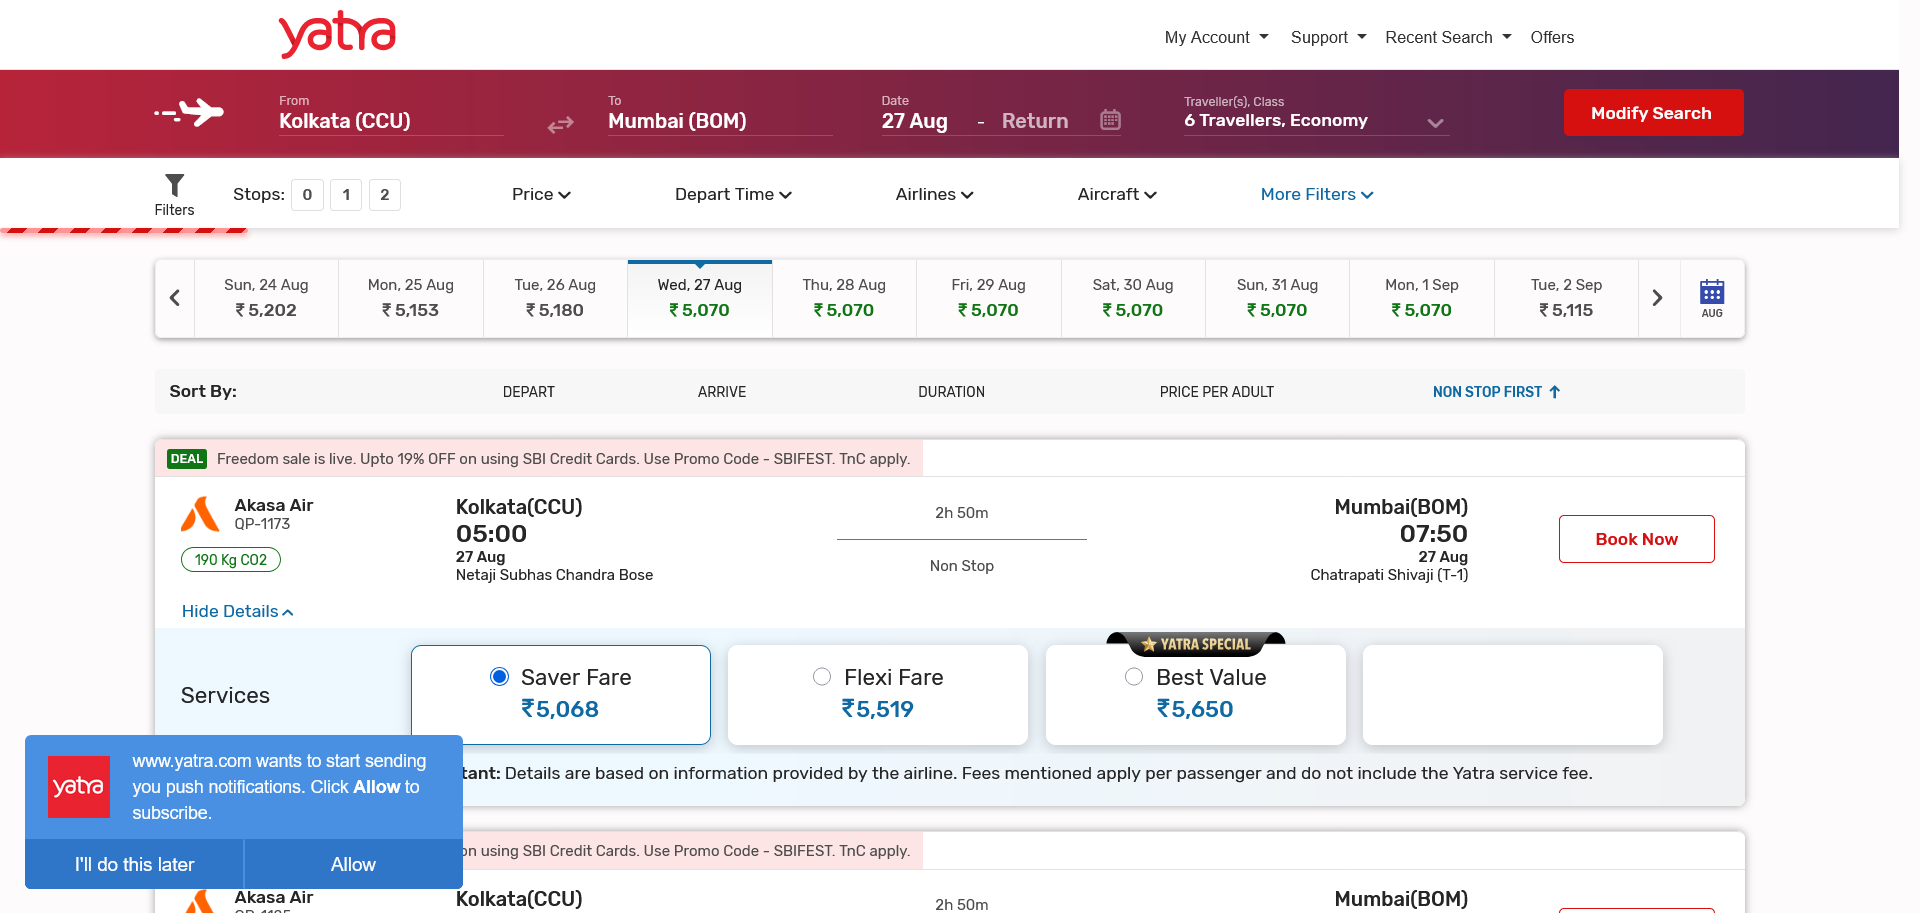 yatra
My Account
Support
Recent Search
Offers
From
Kolkata (CCU)
To
Mumbai (BOM)
Date
27 Aug
-
Return
Traveller(s), Class
6 Travellers, Economy
Modify Search
Filters
Stops:
0
1
2
Price
Depart Time
Airlines
Aircraft
More Filters
Sun, 24 Aug
₹ 5,202
Mon, 25 Aug
₹ 5,153
Tue, 26 Aug
₹ 5,180
Wed, 27 Aug
₹ 5,070
Thu, 28 Aug
₹ 5,070
Fri, 29 Aug
₹ 5,070
Sat, 30 Aug
₹ 5,070
Sun, 31 Aug
₹ 5,070
Mon, 1 Sep
₹ 5,070
Tue, 2 Sep
₹ 5,115
AUG
Sort By:
DEPART
ARRIVE
DURATION
PRICE PER ADULT
NON STOP FIRST
DEAL
Freedom sale is live. Upto 19% OFF on using SBI Credit Cards. Use Promo Code - SBIFEST. TnC apply.
Akasa Air
QP-1173
190 Kg CO2
Kolkata(CCU)
05:00
27 Aug
Netaji Subhas Chandra Bose
2h 50m
Non Stop
Mumbai(BOM)
07:50
27 Aug
Chatrapati Shivaji (T-1)
Book Now
Hide Details
Services
Saver Fare
₹5,068
Flexi Fare
₹5,519
YATRA SPECIAL
Best Value
₹5,650
tant: Details are based on information provided by the airline. Fees mentioned apply per passenger and do not include the Yatra service fee.
yatra
www.yatra.com wants to start sending
you push notifications. Click Allow to
subscribe.
I'll do this later
Allow
on using SBI Credit Cards. Use Promo Code - SBIFEST. TnC apply.
Akasa Air
Kolkata(CCU)
2h 50m
Mumbai(BOM)